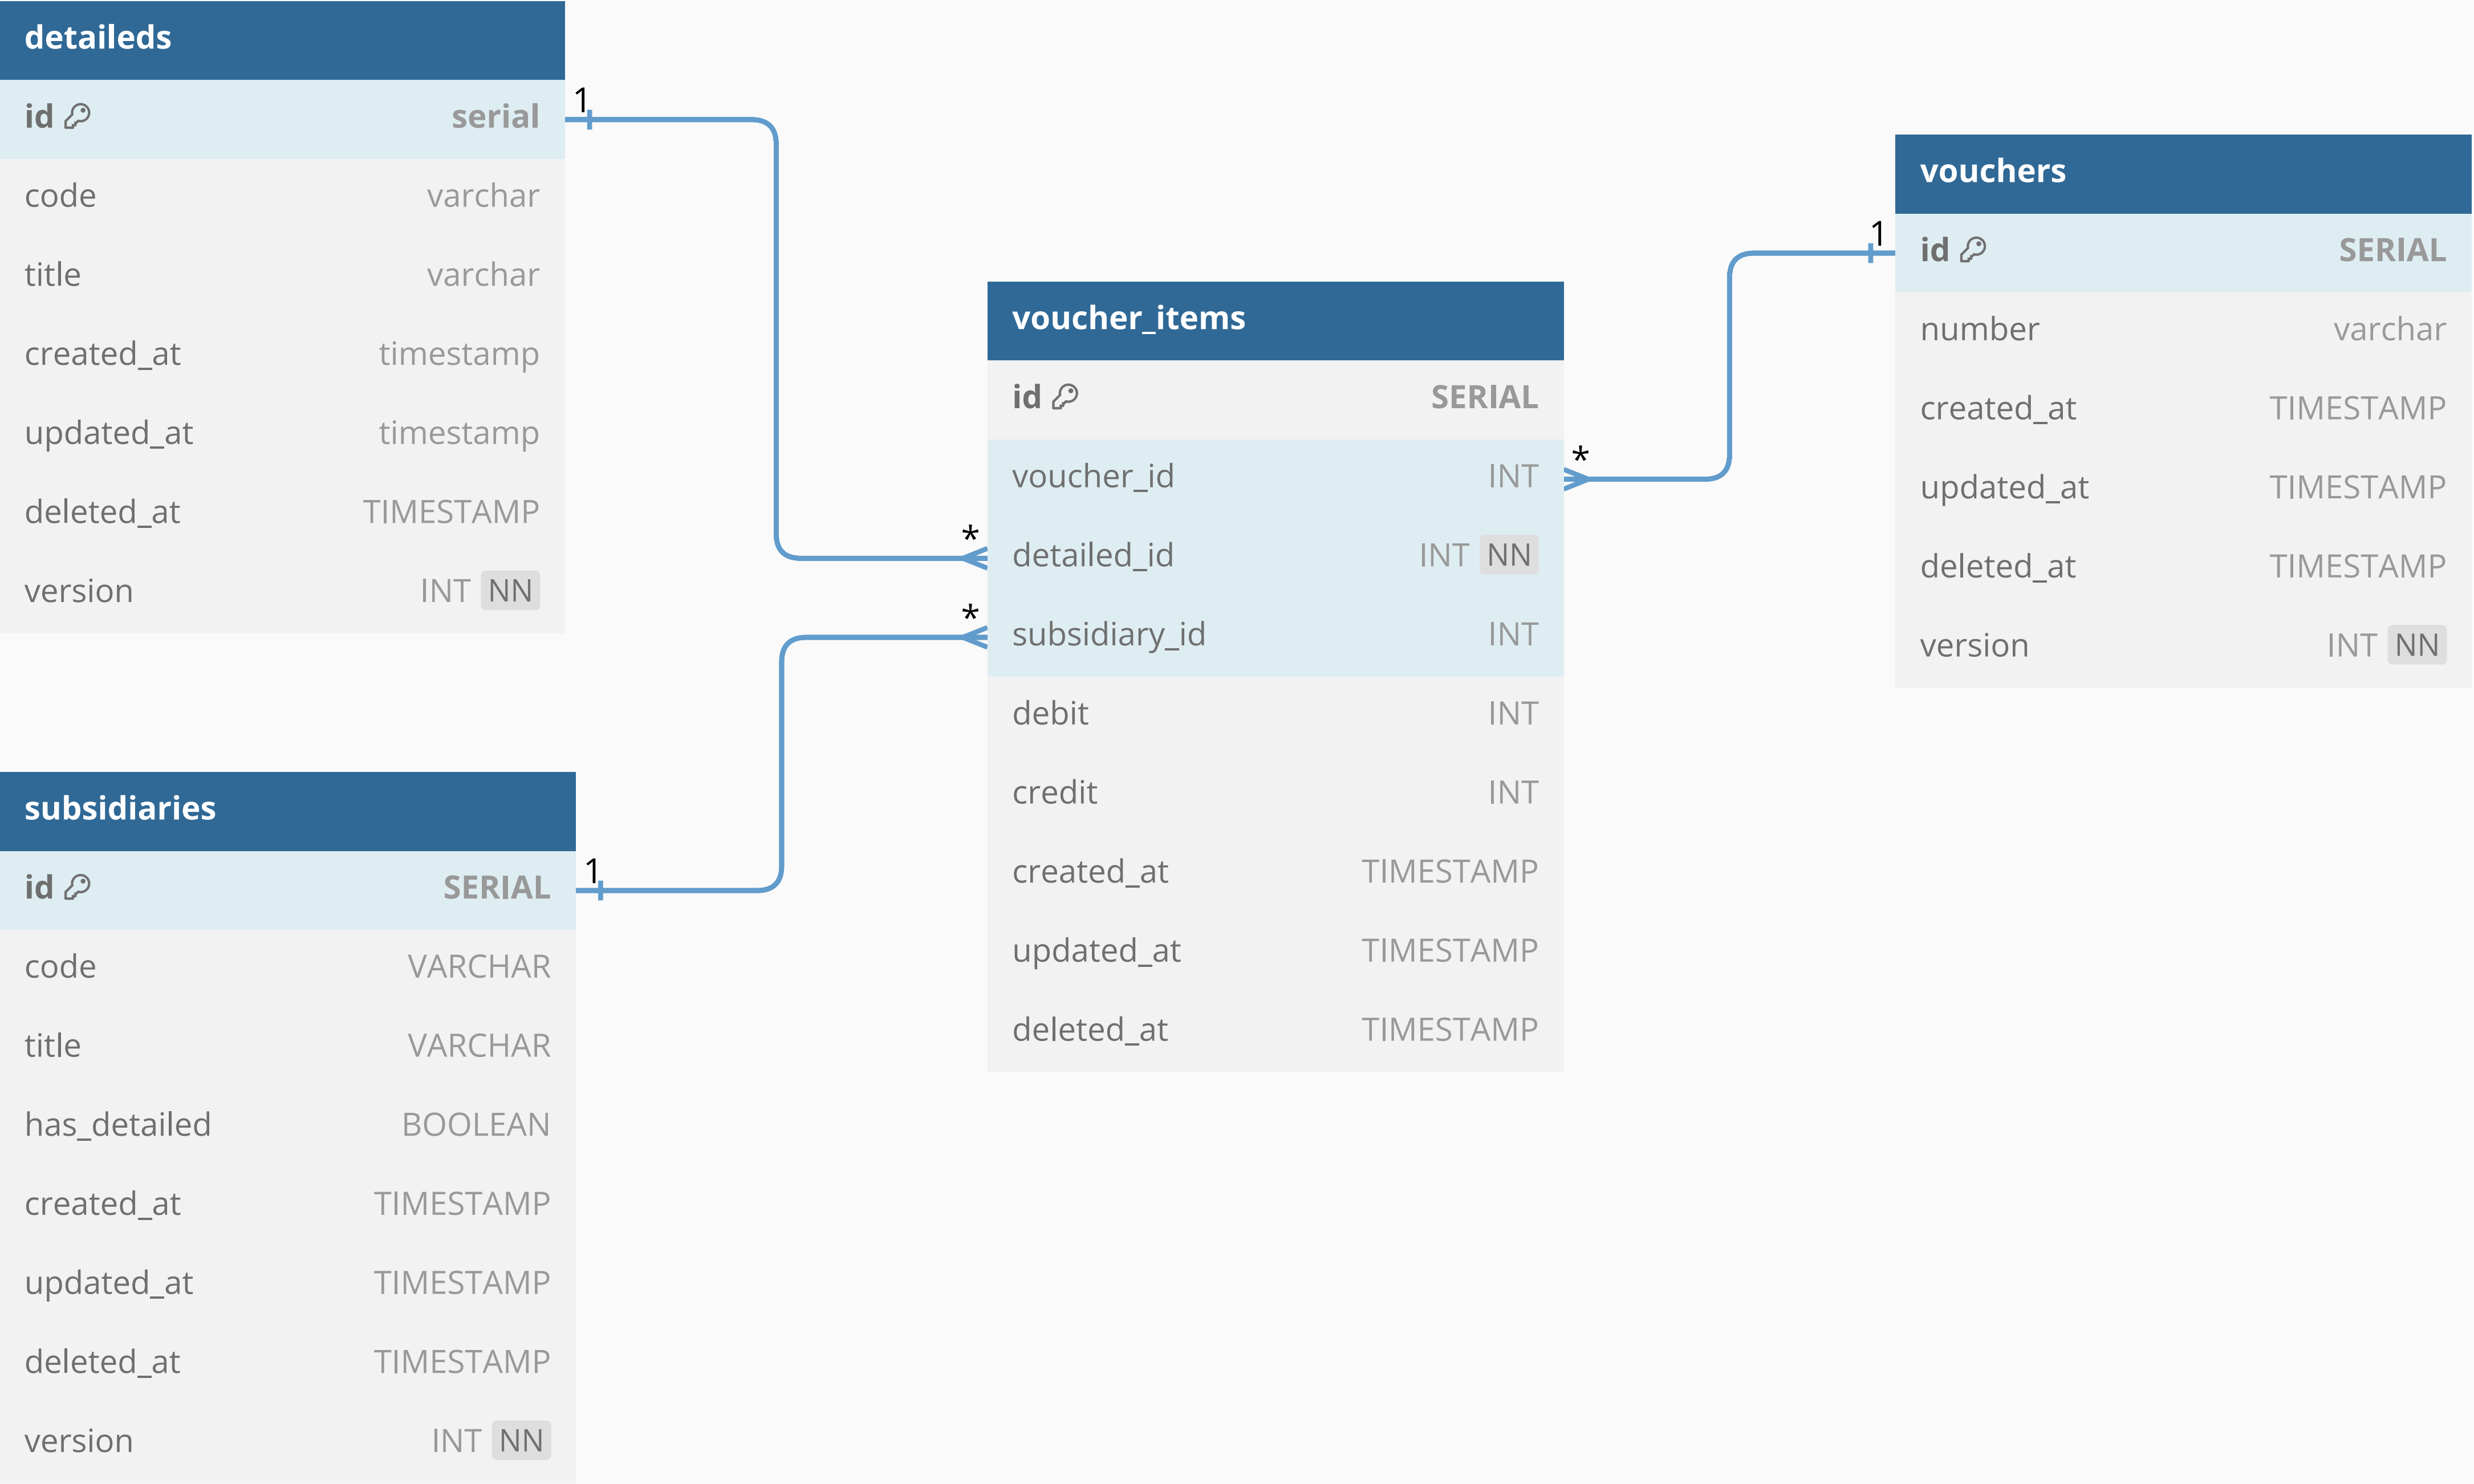 detaileds
id serial
code varchar
title varchar
created_at timestamp
updated_at timestamp
deleted_at TIMESTAMP
version INT NN
1
*
subsidiaries
id SERIAL
code VARCHAR
title VARCHAR
has_detailed BOOLEAN
created_at TIMESTAMP
updated_at TIMESTAMP
deleted_at TIMESTAMP
version INT NN
1
*
voucher_items
id SERIAL
voucher_id INT
detailed_id INT NN
subsidiary_id INT
debit INT
credit INT
created_at TIMESTAMP
updated_at TIMESTAMP
deleted_at TIMESTAMP
*
1
vouchers
id SERIAL
number varchar
created_at TIMESTAMP
updated_at TIMESTAMP
deleted_at TIMESTAMP
version INT NN